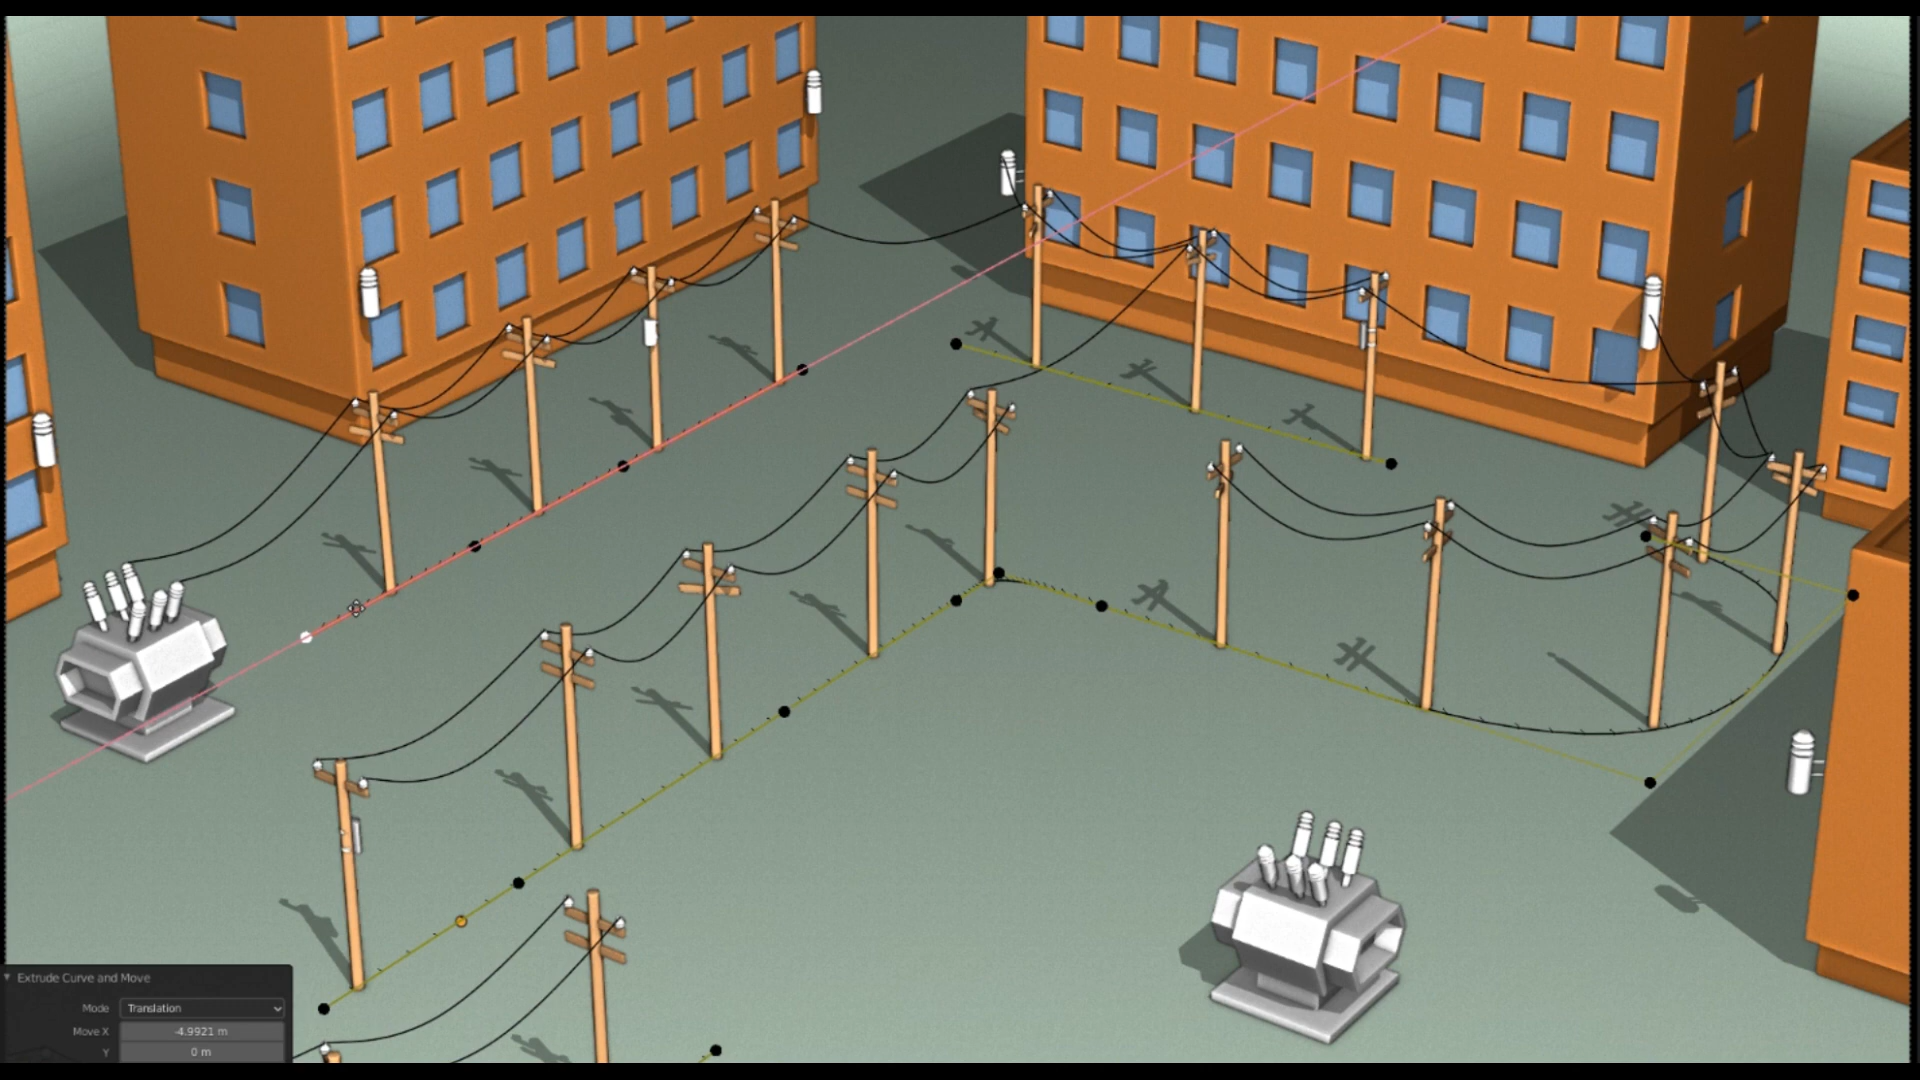 Extrude Curve and Move
Mode Translation
Move X -4.9921 m
Y 0 m